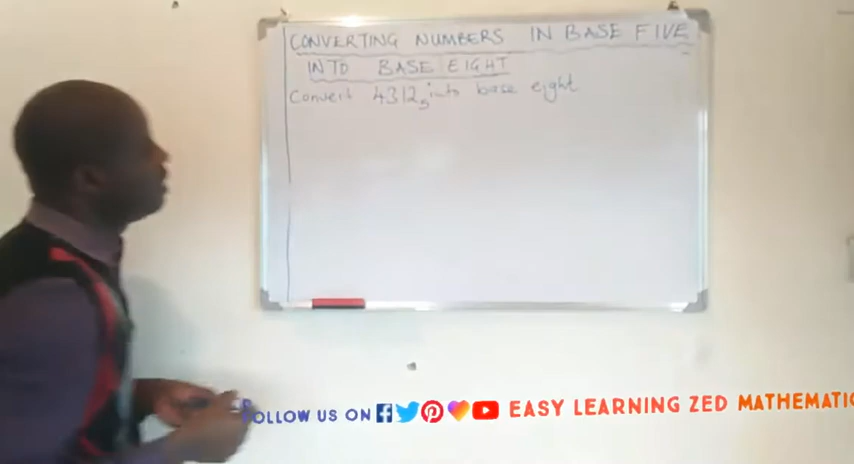 CONVERTING NUMBERS IN BASE FIVE
INTO BASE EIGHT
Convert 4312₅ into base eight
FOLLOW US ON
EASY LEARNING ZED MATHEMATIC